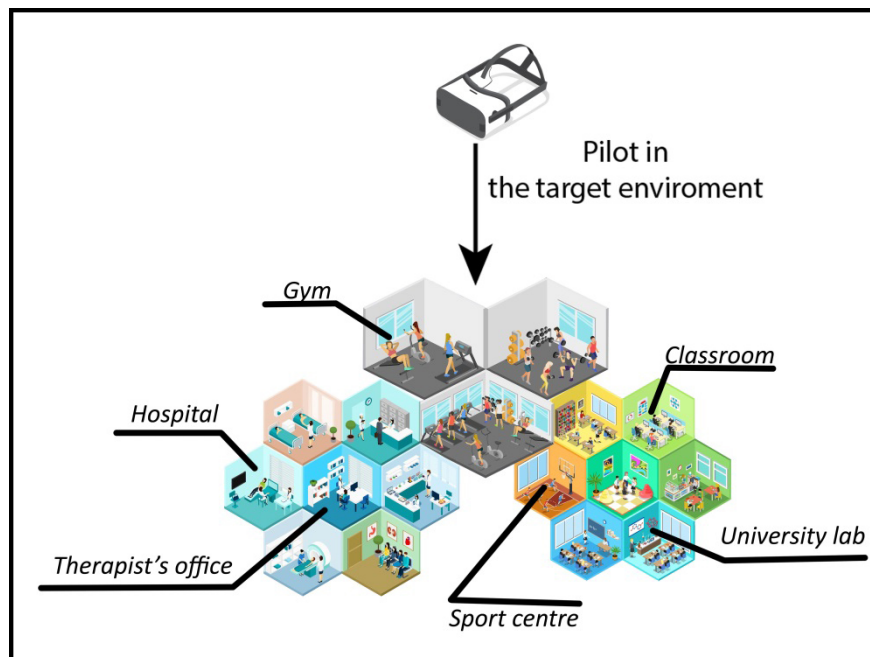 Pilot in
the target enviroment
Gym
Classroom
Hospital
University lab
Therapist's office
Sport centre